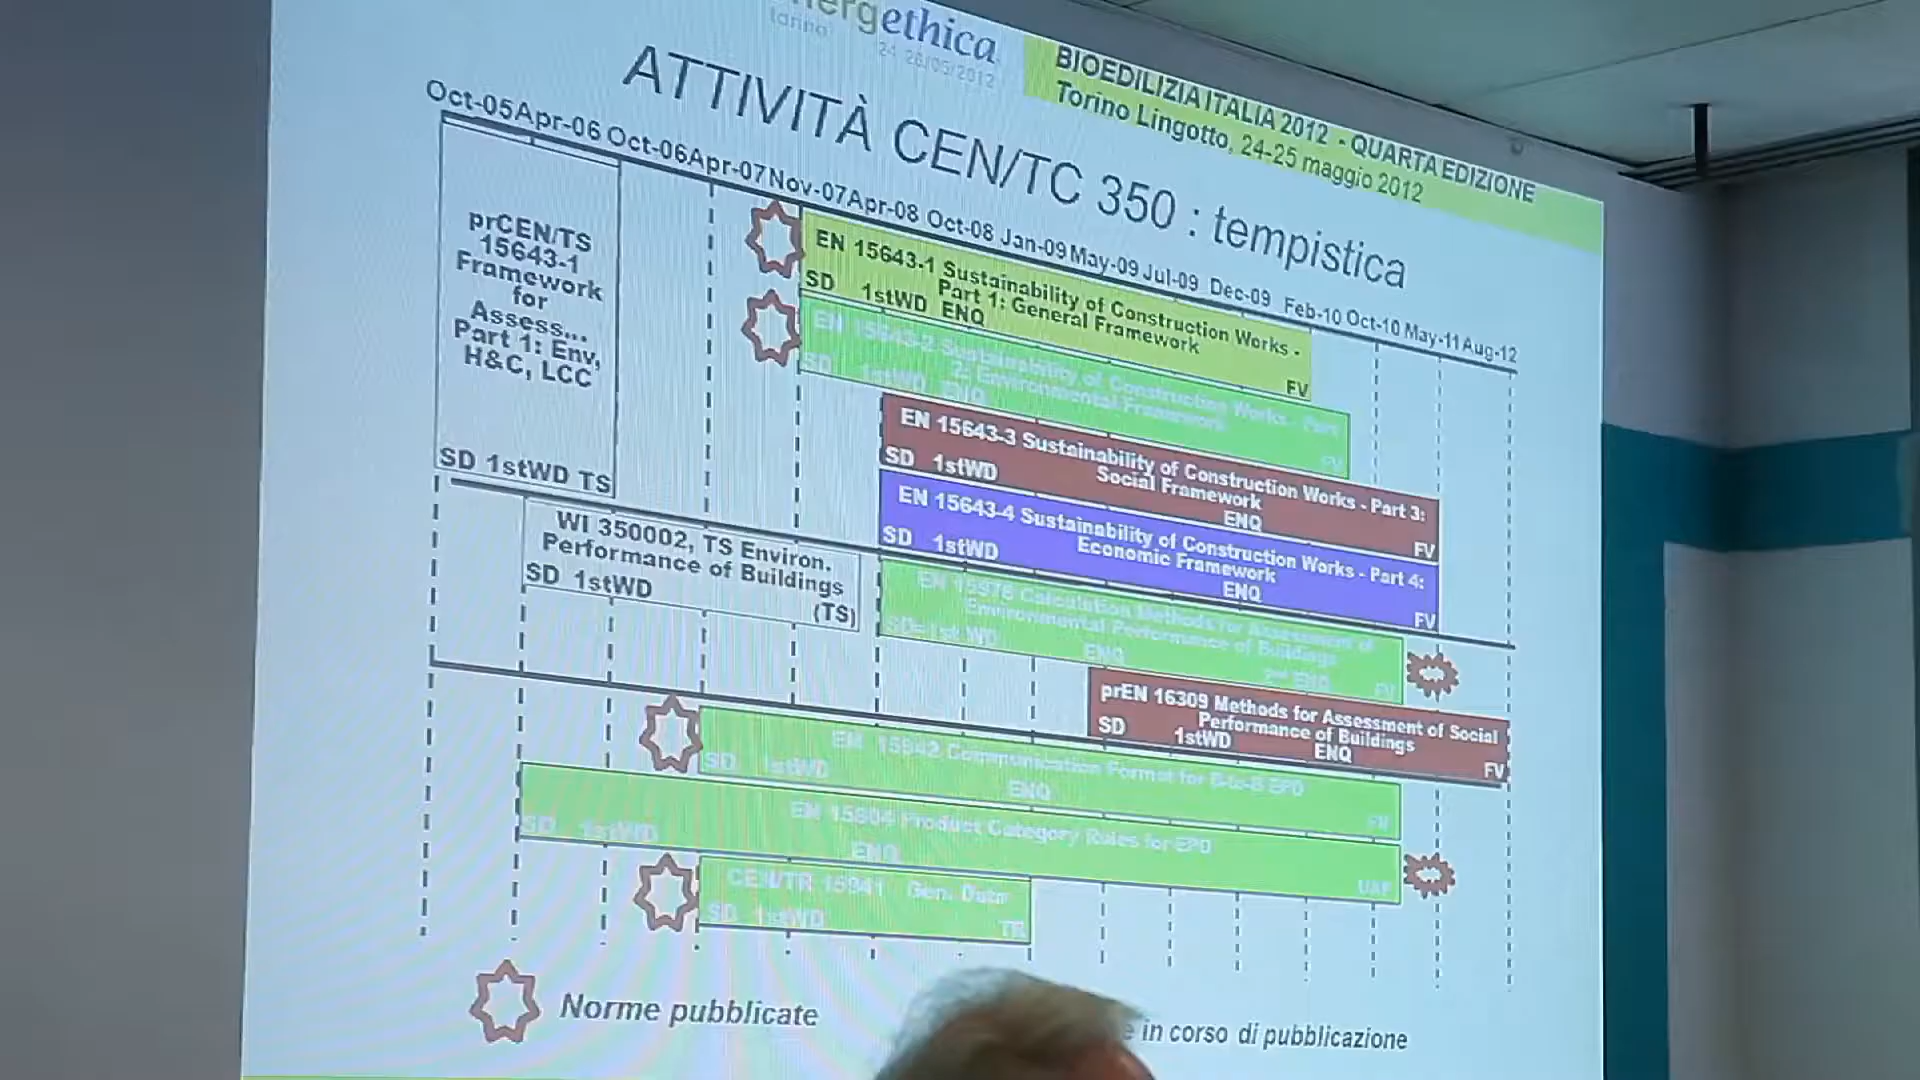 ergethica
torino
24-26/05/2012
BIOEDILIZIA ITALIA 2012 - QUARTA EDIZIONE
Torino Lingotto, 24-25 maggio 2012
ATTIVITÀ CEN/TC 350 : tempistica
Oct-05 Apr-06 Oct-06 Apr-07 Nov-07 Apr-08 Oct-08 Jan-09 May-09 Jul-09 Dec-09 Feb-10 Oct-10 May-11 Aug-12
prCEN/TS
15643-1
Framework
for
Assess...
Part 1: Env,
H&C, LCC
SD 1stWD TS
EN 15643-1 Sustainability of Construction Works -
Part 1: General Framework
SD 1stWD ENQ
FV
EN 15643-2 Sustainability of Construction Works - Part
2: Environmental Framework
SD 1stWD ENQ
FV
EN 15643-3 Sustainability of Construction Works - Part 3:
Social Framework
SD 1stWD
ENQ
FV
EN 15643-4 Sustainability of Construction Works - Part 4:
Economic Framework
SD 1stWD
ENQ
FV
WI 350002, TS Environ.
Performance of Buildings
SD 1stWD
(TS)
EN 15978 Calculation Methods for Assessment of
Environmental Performance of Buildings
SD=1st WD
ENQ
2nd ENQ
FV
prEN 16309 Methods for Assessment of Social
Performance of Buildings
SD 1stWD
ENQ
FV
EN 15942 Communication Format for B-to-B EPD
SD 1stWD
ENQ
FV
EN 15804 Product Category Rules for EPD
SD 1stWD
ENQ
UAP
CEN/TR 15941 Gen. Data
SD 1stWD
TR
Norme pubblicate
e in corso di pubblicazione